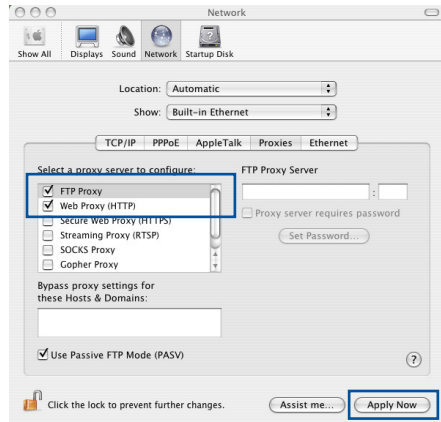 Network
Show All Displays Sound Network Startup Disk
Location: Automatic
Show: Built-in Ethernet
TCP/IP PPPoE AppleTalk Proxies Ethernet
Select a proxy server to configure: FTP Proxy Server
FTP Proxy
:
Web Proxy (HTTP)
Proxy server requires password
Secure Web Proxy (HTTPS)
Streaming Proxy (RTSP)
Set Password...
SOCKS Proxy
Gopher Proxy
Bypass proxy settings for
these Hosts & Domains:
Use Passive FTP Mode (PASV)
?
Click the lock to prevent further changes.
Assist me... Apply Now